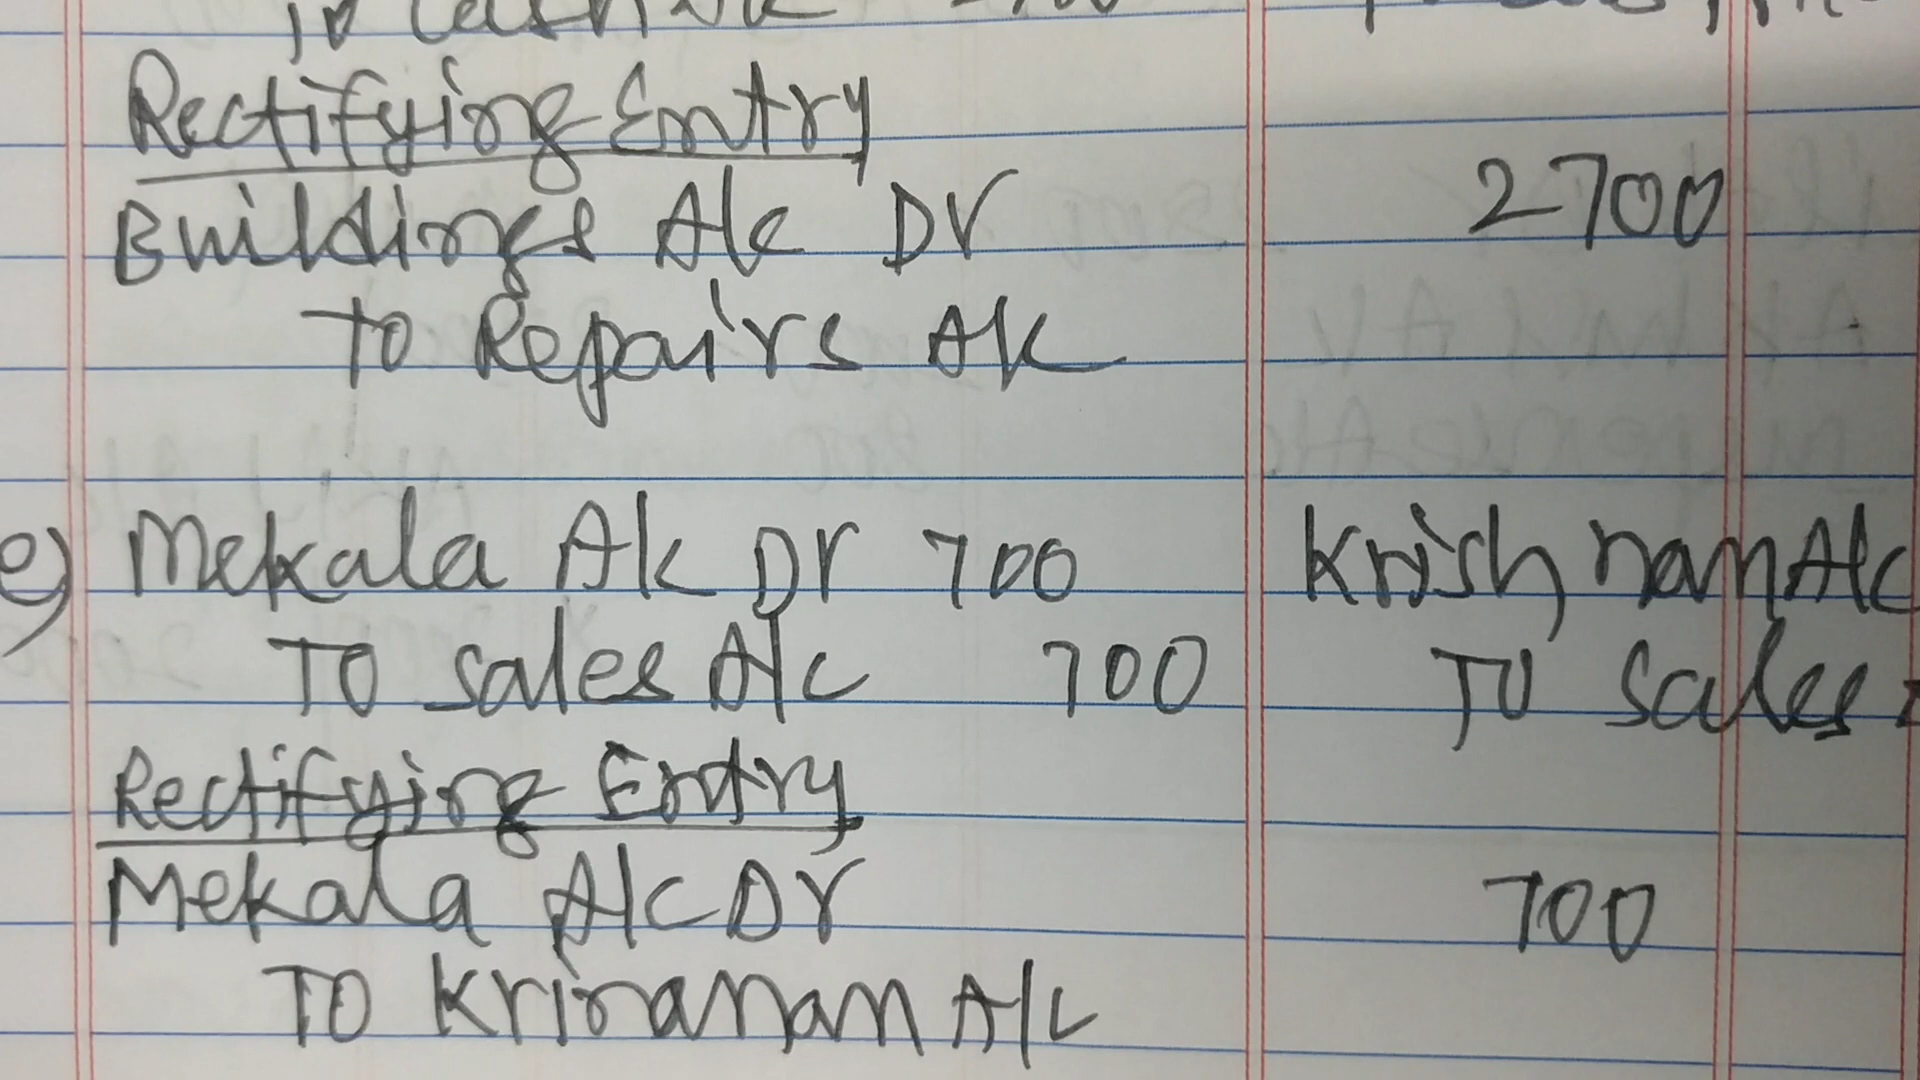 Rectifying Entry
Buildings A/c Dr 2700
To Repairs A/c
e) Mekala A/c Dr 700 Krishnan A/c
To sales A/c 700 To sales
Rectifying Entry
Mekala A/c Dr 700
To Krirananan A/c